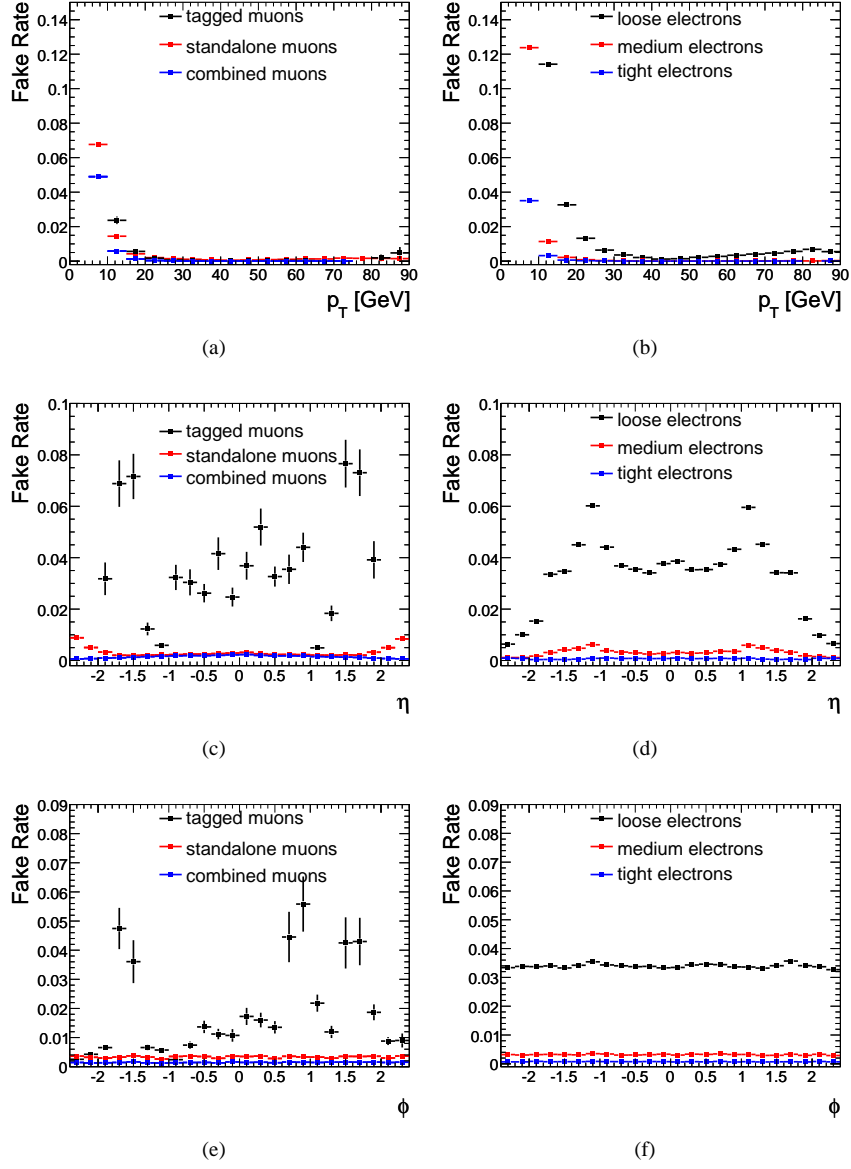 Fake Rate
0.14
0.12
0.1
0.08
0.06
0.04
0.02
0
tagged muons
standalone muons
combined muons
0 10 20 30 40 50 60 70 80 90
p_T [GeV]
(a)
Fake Rate
0.14
0.12
0.1
0.08
0.06
0.04
0.02
0
loose electrons
medium electrons
tight electrons
0 10 20 30 40 50 60 70 80 90
p_T [GeV]
(b)
Fake Rate
0.1
0.08
0.06
0.04
0.02
0
tagged muons
standalone muons
combined muons
-2 -1.5 -1 -0.5 0 0.5 1 1.5 2
η
(c)
Fake Rate
0.1
0.08
0.06
0.04
0.02
0
loose electrons
medium electrons
tight electrons
-2 -1.5 -1 -0.5 0 0.5 1 1.5 2
η
(d)
Fake Rate
0.09
0.08
0.07
0.06
0.05
0.04
0.03
0.02
0.01
0
tagged muons
standalone muons
combined muons
-2 -1.5 -1 -0.5 0 0.5 1 1.5 2
ϕ
(e)
Fake Rate
0.09
0.08
0.07
0.06
0.05
0.04
0.03
0.02
0.01
0
loose electrons
medium electrons
tight electrons
-2 -1.5 -1 -0.5 0 0.5 1 1.5 2
ϕ
(f)